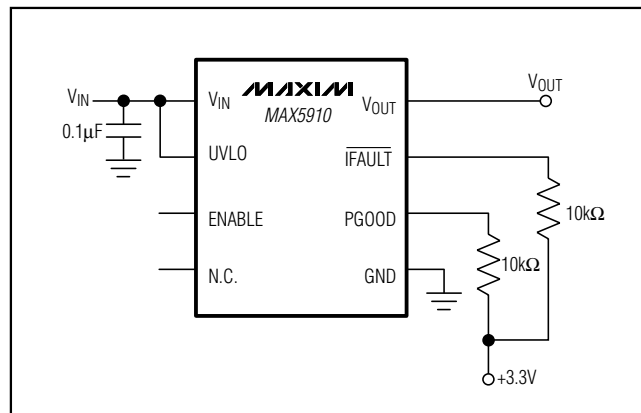 VIN
0.1µF
VIN
UVLO
ENABLE
N.C.
MAXIM
MAX5910
VOUT
IFAULT
PGOOD
GND
VOUT
10kΩ
10kΩ
+3.3V